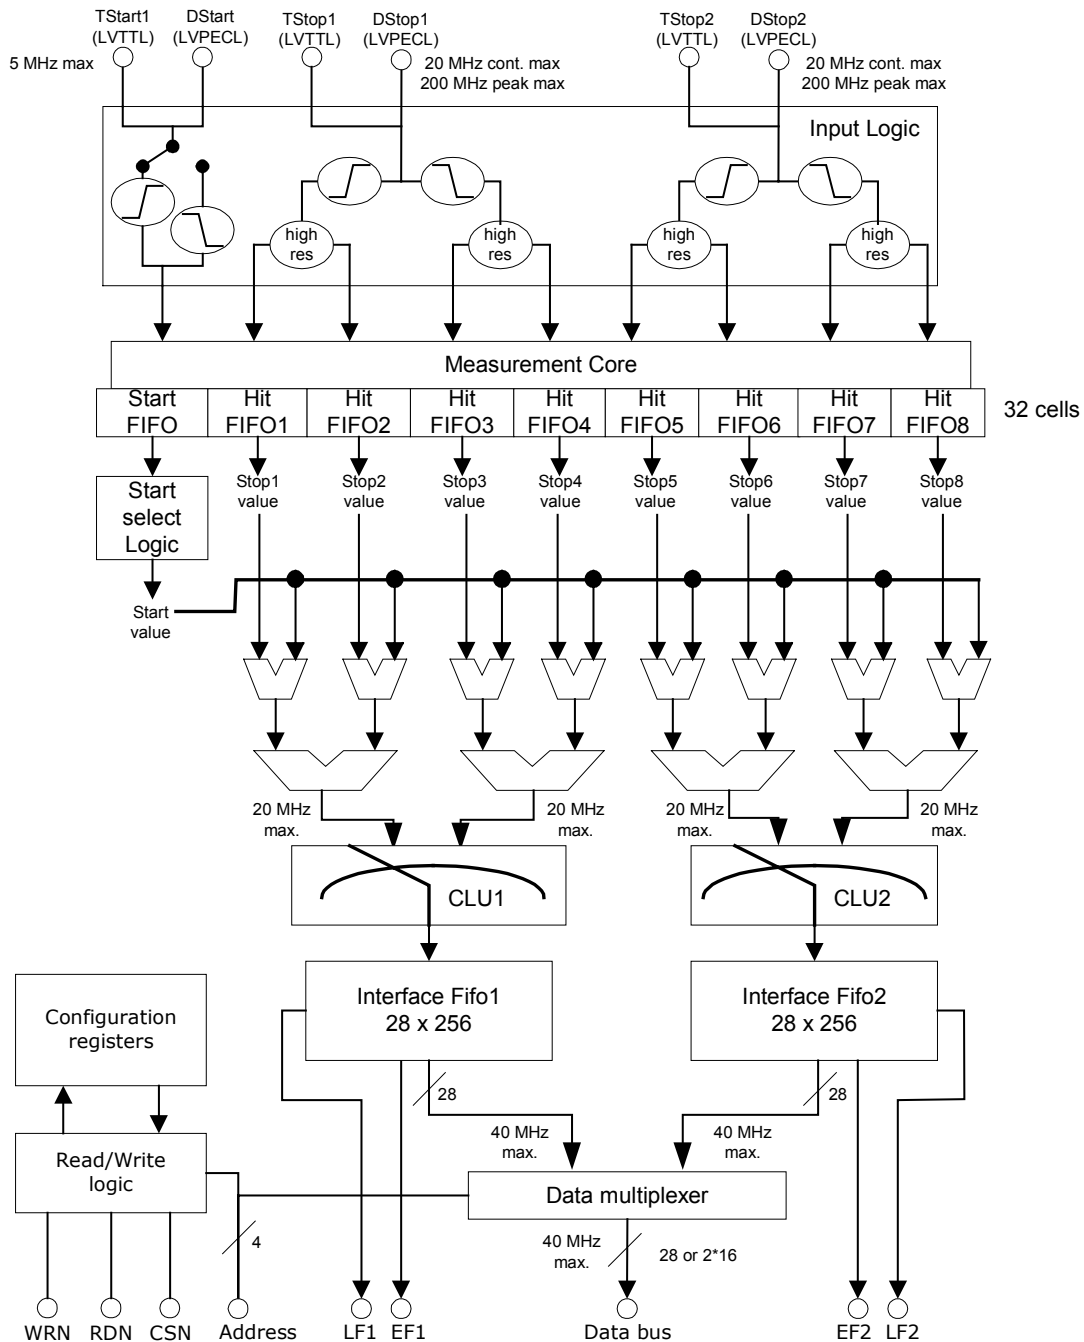 TStart1 DStart TStop1 DStop1 TStop2 DStop2
(LVTTL) (LVPECL) (LVTTL) (LVPECL) (LVTTL) (LVPECL)
5 MHz max 20 MHz cont. max 20 MHz cont. max
200 MHz peak max 200 MHz peak max
Input Logic
high high high high
res res res res
Measurement Core
Start Hit Hit Hit Hit Hit Hit Hit Hit
FIFO FIFO1 FIFO2 FIFO3 FIFO4 FIFO5 FIFO6 FIFO7 FIFO8
32 cells
Stop1 Stop2 Stop3 Stop4 Stop5 Stop6 Stop7 Stop8
value value value value value value value value
Start
select
Logic
Start
value
20 MHz 20 MHz 20 MHz 20 MHz
max. max. max. max.
CLU1 CLU2
Interface Fifo1 Interface Fifo2
28 x 256 28 x 256
Configuration
registers
28 28
40 MHz 40 MHz
max. max.
Read/Write
logic
Data multiplexer
4
40 MHz
max.
28 or 2*16
WRN RDN CSN Address LF1 EF1 Data bus EF2 LF2